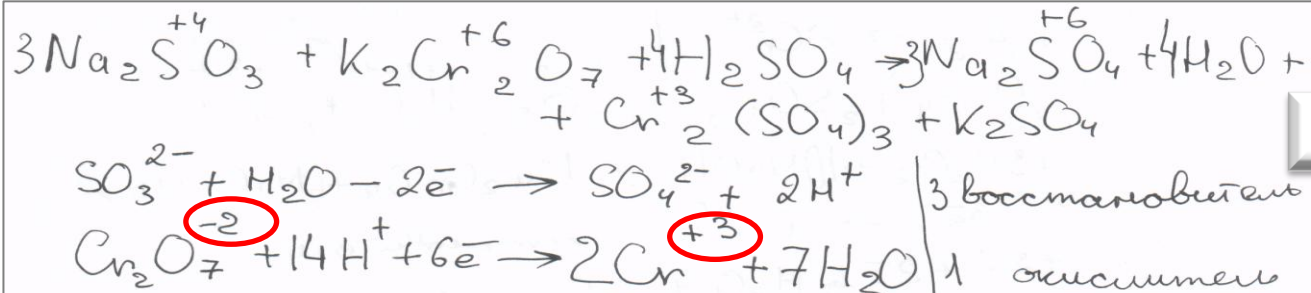 3Na₂S⁺⁴O₃ + K₂Cr⁺⁶₂O₇ + 4H₂SO₄ → 3Na₂S⁺⁶O₄ + 4H₂O +
+ Cr⁺³₂(SO₄)₃ + K₂SO₄
SO₃²⁻ + H₂O – 2ē → SO₄²⁻ + 2H⁺ | 3 восстановитель
Cr₂O₇⁻² + 14H⁺ + 6ē → 2Cr⁺³ + 7H₂O | 1 окислитель